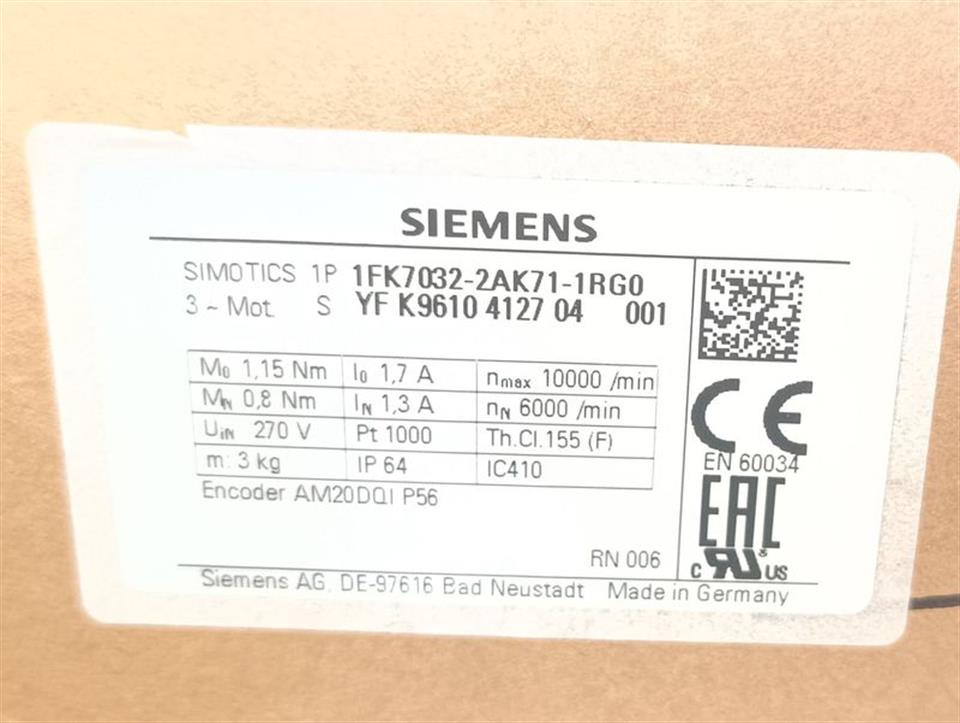 SIEMENS
SIMOTICS 1P 1FK7032-2AK71-1RG0
3 ~ Mot. S YF K9610 4127 04 001
M0 1,15 Nm I0 1,7 A nmax 10000 /min
MN 0,8 Nm IN 1,3 A nN 6000 /min
UiN 270 V Pt 1000 Th.Cl.155 (F)
m: 3 kg IP 64 IC410
Encoder AM20DQI P56
CE
EN 60034
EAC
c RU ® US
RN 006
Siemens AG, DE-97616 Bad Neustadt Made in Germany